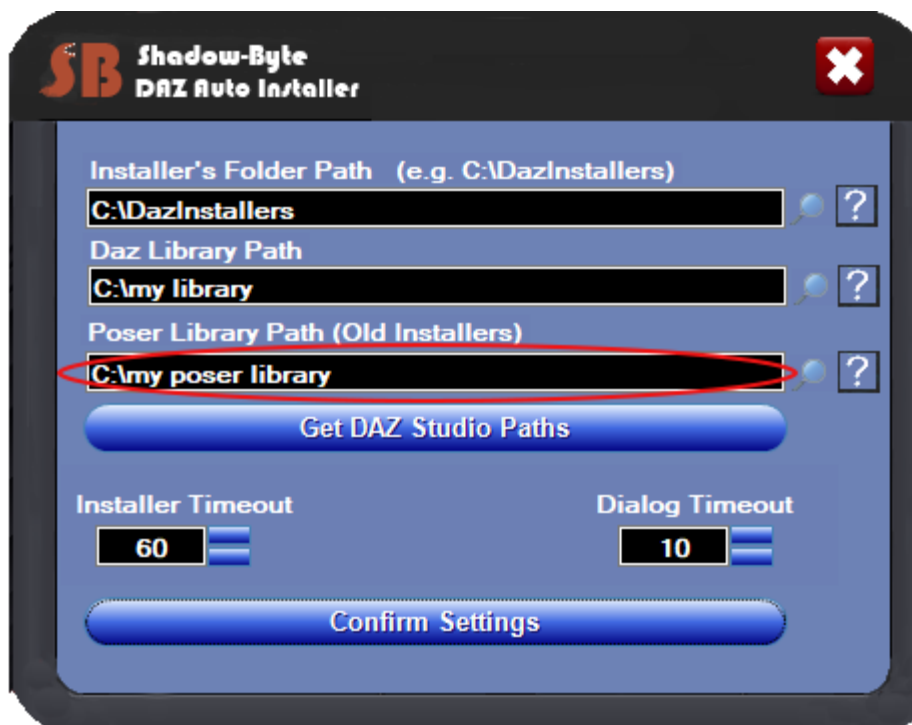 SB Shadow-Byte
DAZ Auto Installer
Installer's Folder Path (e.g. C:\DazInstallers)
C:\DazInstallers
?
Daz Library Path
C:\my library
?
Poser Library Path (Old Installers)
C:\my poser library
?
Get DAZ Studio Paths
Installer Timeout Dialog Timeout
60 10
Confirm Settings